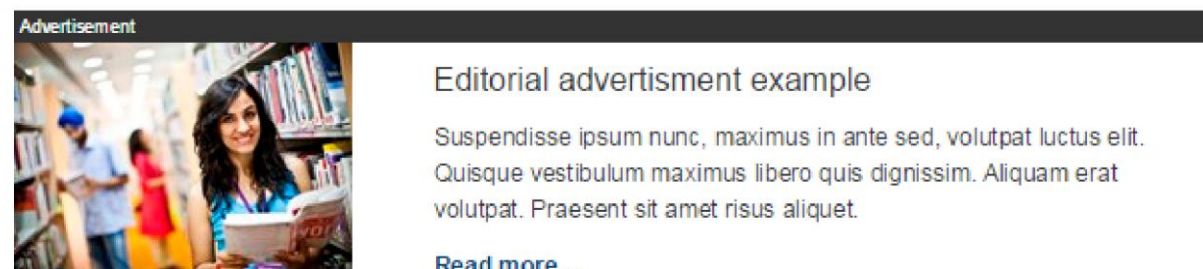 Advertisement
Editorial advertisment example
Suspendisse ipsum nunc, maximus in ante sed, volutpat luctus elit.
Quisque vestibulum maximus libero quis dignissim. Aliquam erat
volutpat. Praesent sit amet risus aliquet.
Read more...